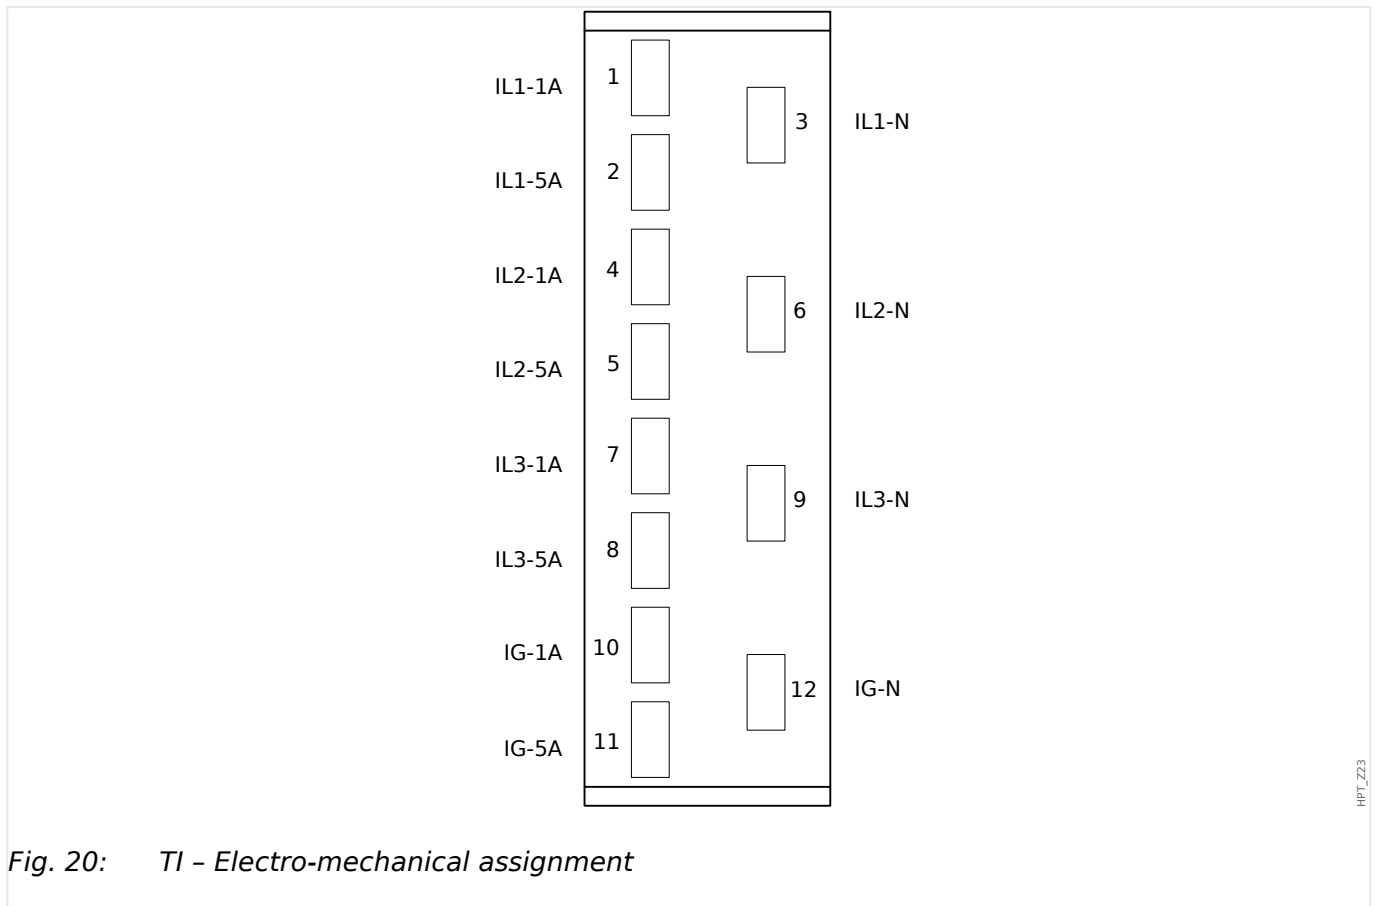 IL1-1A 1
3 IL1-N
IL1-5A 2
IL2-1A 4
6 IL2-N
IL2-5A 5
IL3-1A 7
9 IL3-N
IL3-5A 8
IG-1A 10
12 IG-N
IG-5A 11
HPT_Z23
Fig. 20: TI – Electro-mechanical assignment